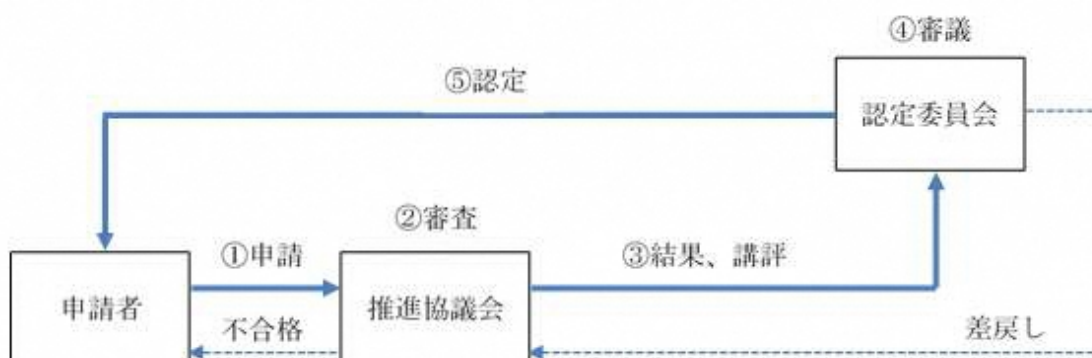 ④審議
⑤認定
認定委員会
②審査
①申請
③結果、講評
申請者
推進協議会
不合格
差戻し